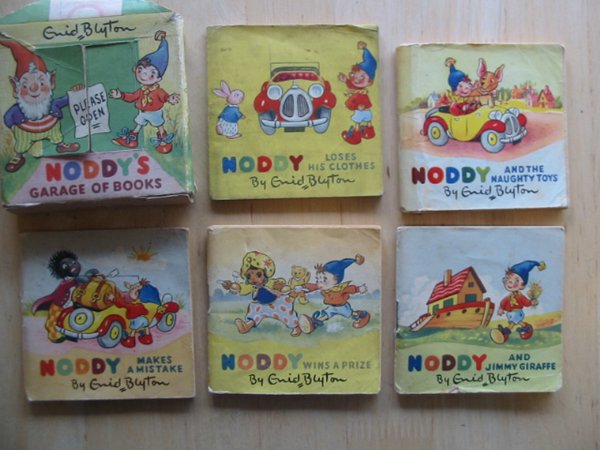 Enid Blyton
PLEASE
OPEN
NODDY'S
GARAGE OF BOOKS
NODDY LOSES
HIS CLOTHES
By Enid Blyton
NODDY AND THE
NAUGHTY TOYS
By Enid Blyton
NODDY MAKES
A MISTAKE
By Enid Blyton
NODDY WINS A PRIZE
By Enid Blyton
NODDY AND
JIMMY GIRAFFE
By Enid Blyton